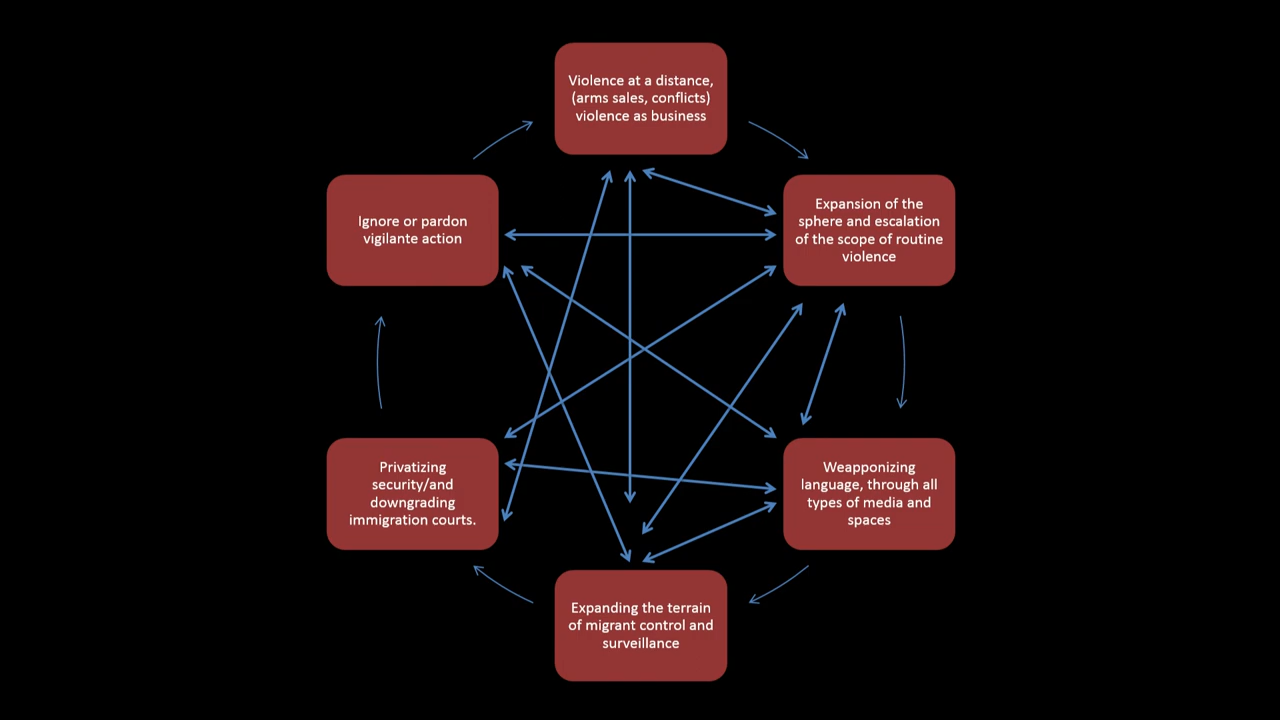 Violence at a distance,
(arms sales, conflicts)
violence as business
Expansion of the
sphere and escalation
of the scope of routine
violence
Weapponizing
language, through all
types of media and
spaces
Expanding the terrain
of migrant control and
surveillance
Privatizing
security/and
downgrading
immigration courts.
Ignore or pardon
vigilante action